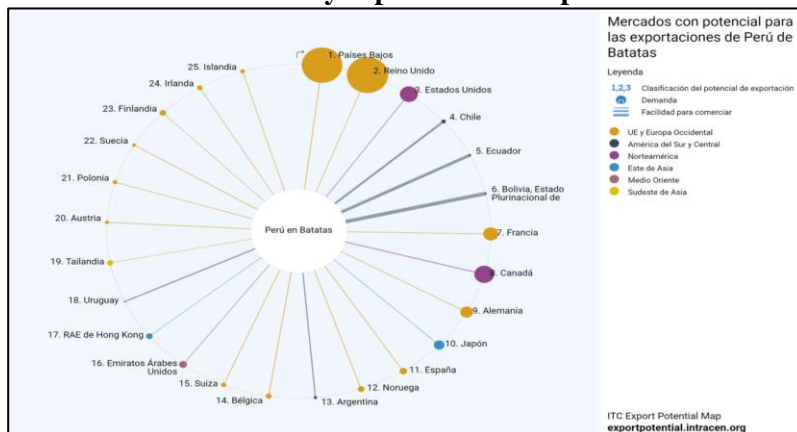 Mercados con potencial para
las exportaciones de Perú de
Batatas
Leyenda
1,2,3 Clasificación del potencial de exportación
Demanda
Facilidad para comerciar
UE y Europa Occidental
América del Sur y Central
Norteamérica
Este de Asia
Medio Oriente
Sudeste de Asia
1. Países Bajos
2. Reino Unido
3. Estados Unidos
4. Chile
5. Ecuador
6. Bolivia, Estado
Plurinacional de
7. Francia
8. Canadá
9. Alemania
10. Japón
11. España
12. Noruega
13. Argentina
14. Bélgica
15. Suiza
16. Emiratos Árabes
Unidos
17. RAE de Hong Kong
18. Uruguay
19. Tailandia
20. Austria
21. Polonia
22. Suecia
23. Finlandia
24. Irlanda
25. Islandia
Perú en Batatas
ITC Export Potential Map
exportpotential.intracen.org